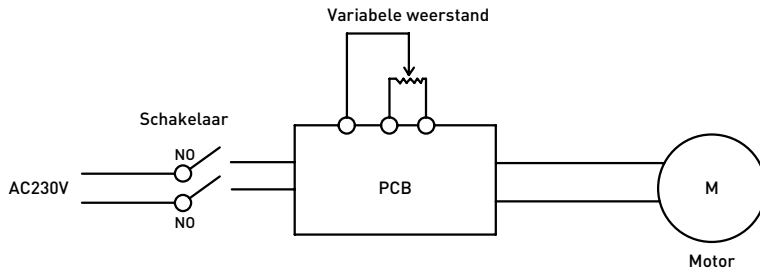 Variabele weerstand
Schakelaar
NO
AC230V
NO
PCB
M
Motor